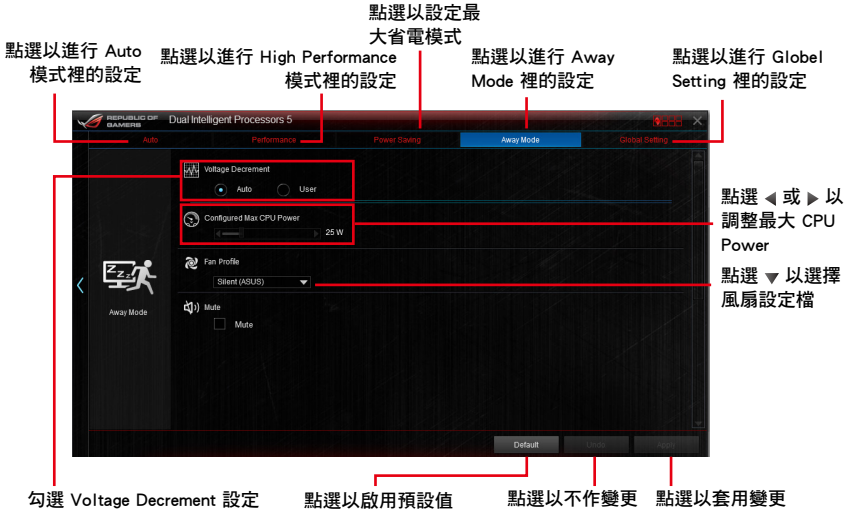 點選以設定最
大省電模式
點選以進行 Auto
模式裡的設定
點選以進行 High Performance
模式裡的設定
點選以進行 Away
Mode 裡的設定
點選以進行 Globel
Setting 裡的設定
REPUBLIC OF
GAMERS
Dual Intelligent Processors 5
Auto
Performance
Power Saving
Away Mode
Global Setting
Voltage Decrement
Auto
User
Configured Max CPU Power
25 W
Fan Profile
Silent (ASUS)
Mute
Mute
Zzz
Away Mode
點選 ◀ 或 ▶ 以
調整最大 CPU
Power
點選 ▼ 以選擇
風扇設定檔
Default
Undo
Apply
勾選 Voltage Decrement 設定
點選以啟用預設值
點選以不作變更
點選以套用變更